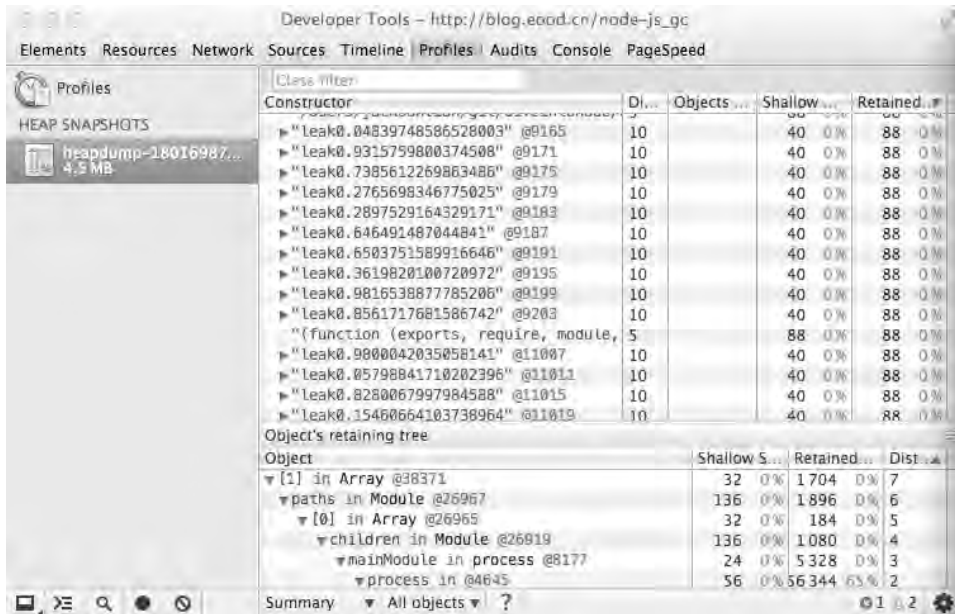 Developer Tools – http://blog.eood.cn/node-js_gc
Elements Resources Network Sources Timeline Profiles Audits Console PageSpeed
Profiles
HEAP SNAPSHOTS
heapdump-18016987...
4.5 MB
Class filter
Constructor Di... Objects ... Shallow ... Retained...
"leak0.04839748586528003" @9165 10 40 0% 88 0%
"leak0.9315759800374508" @9171 10 40 0% 88 0%
"leak0.7385612269863486" @9175 10 40 0% 88 0%
"leak0.2765698346775025" @9179 10 40 0% 88 0%
"leak0.2897529164329171" @9183 10 40 0% 88 0%
"leak0.646491487044841" @9187 10 40 0% 88 0%
"leak0.6503751589916646" @9191 10 40 0% 88 0%
"leak0.3619820100720972" @9195 10 40 0% 88 0%
"leak0.9816538877785206" @9199 10 40 0% 88 0%
"leak0.8561717681586742" @9203 10 40 0% 88 0%
"(function (exports, require, module, 5 88 0% 88 0%
"leak0.9800042035058141" @11007 10 40 0% 88 0%
"leak0.05798841710202396" @11011 10 40 0% 88 0%
"leak0.8280067997984588" @11015 10 40 0% 88 0%
"leak0.15460664103738964" @11019 10 40 0% 88 0%
Object's retaining tree
Object Shallow S... Retained... Dist...
[1] in Array @38371 32 0% 1704 0% 7
paths in Module @26967 136 0% 1896 0% 6
[0] in Array @26965 32 0% 184 0% 5
children in Module @26919 136 0% 1080 0% 4
mainModule in process @8177 24 0% 5328 0% 3
process in @4645 56 0% 56344 65% 2
Summary All objects ? 1 2